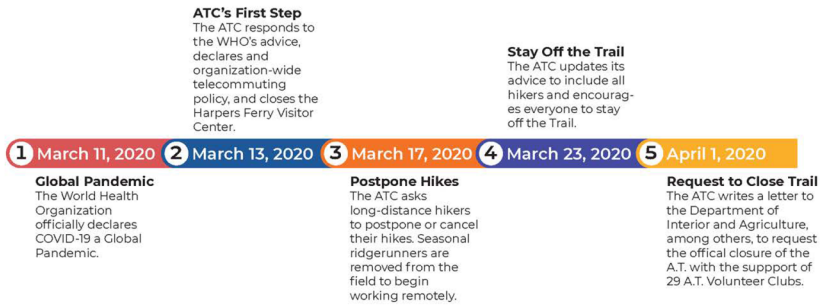 ATC’s First Step
The ATC responds to
the WHO’s advice,
declares and
organization-wide
telecommuting
policy, and closes the
Harpers Ferry Visitor
Center.
Stay Off the Trail
The ATC updates its
advice to include all
hikers and encourag-
es everyone to stay
off the Trail.
1 March 11, 2020
2 March 13, 2020
3 March 17, 2020
4 March 23, 2020
5 April 1, 2020
Global Pandemic
The World Health
Organization
officially declares
COVID-19 a Global
Pandemic.
Postpone Hikes
The ATC asks
long-distance hikers
to postpone or cancel
their hikes. Seasonal
ridgerunners are
removed from the
field to begin
working remotely.
Request to Close Trail
The ATC writes a letter to
the Department of
Interior and Agriculture,
among others, to request
the offical closure of the
A.T. with the suppport of
29 A.T. Volunteer Clubs.